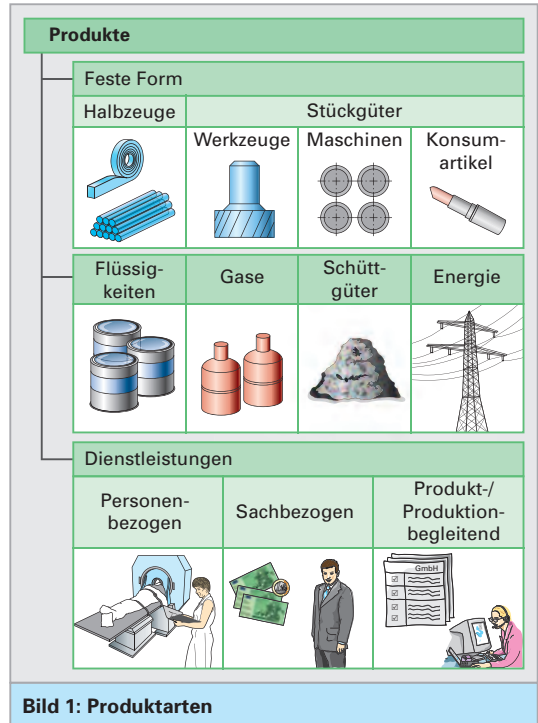 Produkte
Feste Form
Halbzeuge
Stückgüter
Werkzeuge
Maschinen
Konsum-
artikel
Flüssig-
keiten
Gase
Schütt-
güter
Energie
Dienstleistungen
Personen-
bezogen
Sachbezogen
Produkt-/
Produktion-
begleitend
GmbH
Bild 1: Produktarten